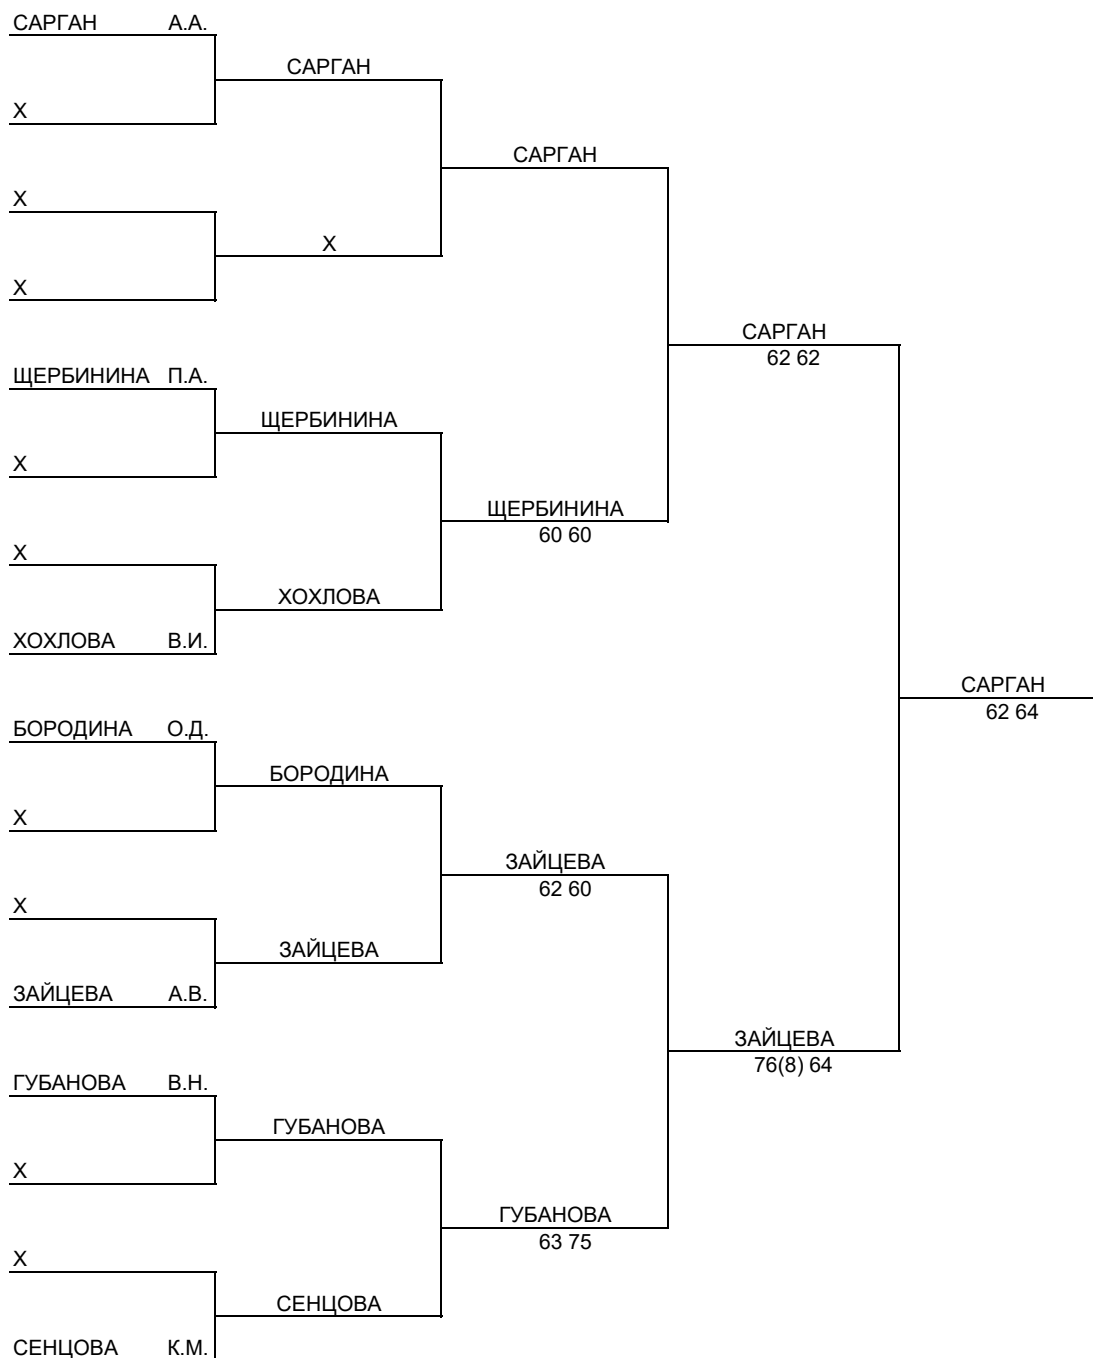 САРГАН А.А.
САРГАН
Х
САРГАН
Х
Х
Х
САРГАН
62 62
ЩЕРБИНИНА П.А.
ЩЕРБИНИНА
Х
ЩЕРБИНИНА
60 60
Х
ХОХЛОВА
ХОХЛОВА В.И.
САРГАН
62 64
БОРОДИНА О.Д.
БОРОДИНА
Х
ЗАЙЦЕВА
62 60
Х
ЗАЙЦЕВА
ЗАЙЦЕВА А.В.
ЗАЙЦЕВА
76(8) 64
ГУБАНОВА В.Н.
ГУБАНОВА
Х
ГУБАНОВА
63 75
Х
СЕНЦОВА
СЕНЦОВА К.М.